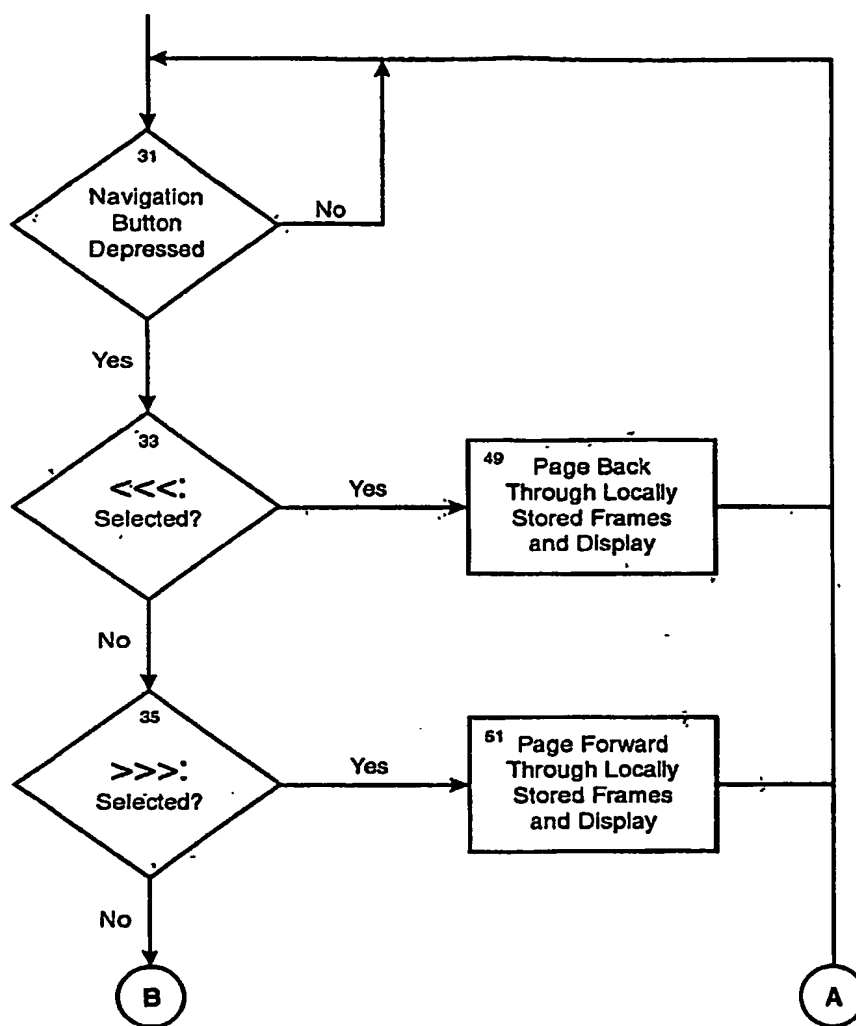 31
Navigation
Button
Depressed
No
Yes
33
<<<:
Selected?
Yes
49
Page Back
Through Locally
Stored Frames
and Display
No
35
>>>:
Selected?
Yes
51
Page Forward
Through Locally
Stored Frames
and Display
No
B
A